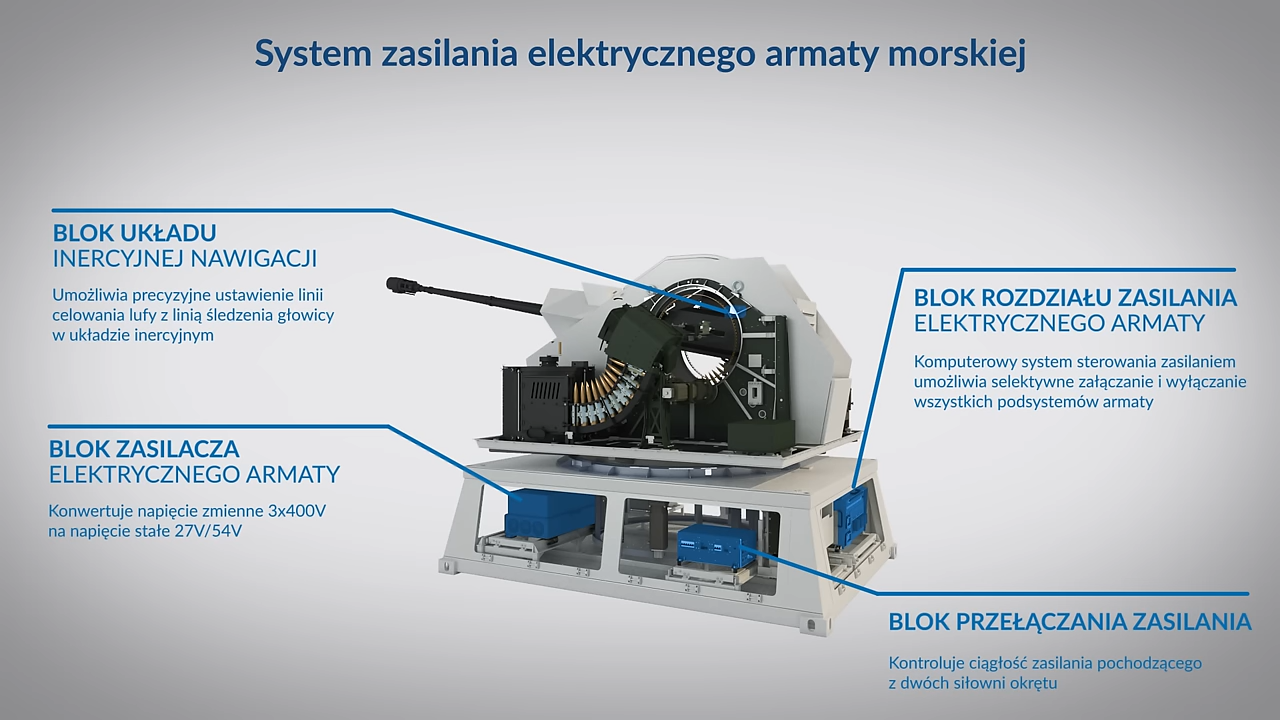 System zasilania elektrycznego armaty morskiej
BLOK UKŁADU
INERCYJNEJ NAWIGACJI
Umożliwia precyzyjne ustawienie linii
celowania lufy z linią śledzenia głowicy
w układzie inercyjnym
BLOK ZASILACZA
ELEKTRYCZNEGO ARMATY
Konwertuje napięcie zmienne 3x400V
na napięcie stałe 27V/54V
BLOK ROZDZIAŁU ZASILANIA
ELEKTRYCZNEGO ARMATY
Komputerowy system sterowania zasilaniem
umożliwia selektywne załączanie i wyłączanie
wszystkich podsystemów armaty
BLOK PRZEŁĄCZANIA ZASILANIA
Kontroluje ciągłość zasilania pochodzącego
z dwóch siłowni okrętu